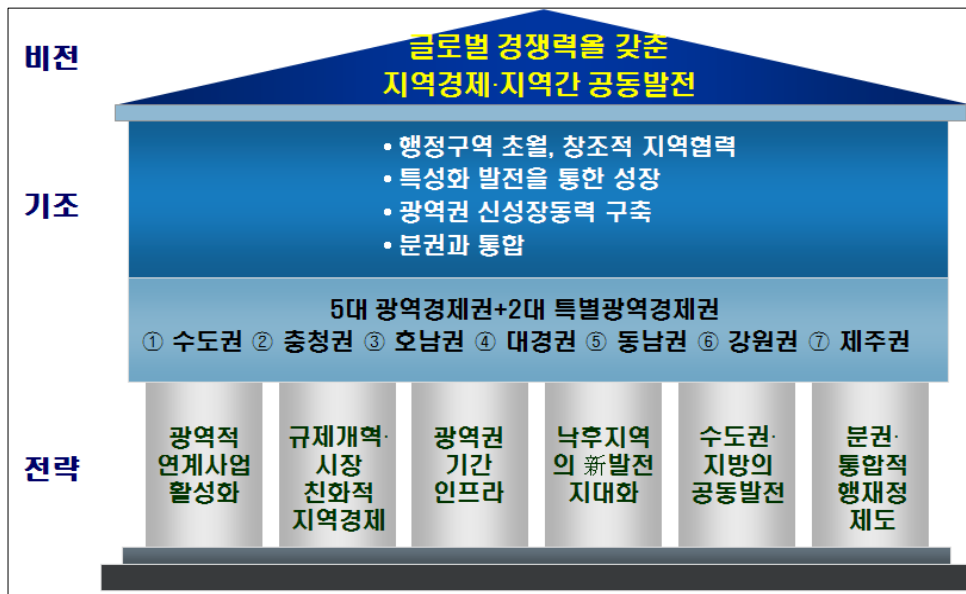 비전
글로벌 경쟁력을 갖춘
지역경제·지역간 공동발전
기조
• 행정구역 초월, 창조적 지역협력
• 특성화 발전을 통한 성장
• 광역권 신성장동력 구축
• 분권과 통합
5대 광역경제권+2대 특별광역경제권
① 수도권 ② 충청권 ③ 호남권 ④ 대경권 ⑤ 동남권 ⑥ 강원권 ⑦ 제주권
전략
광역적
연계사업
활성화
규제개혁·
시장
친화적
지역경제
광역권
기간
인프라
낙후지역
의 新발전
지대화
수도권·
지방의
공동발전
분권·
통합적
행재정
제도